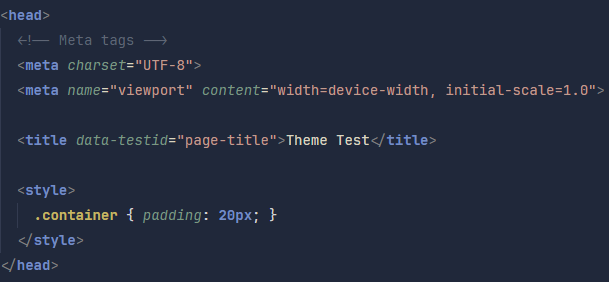 <head>
<!-- Meta tags -->
<meta charset="UTF-8">
<meta name="viewport" content="width=device-width, initial-scale=1.0">
<title data-testid="page-title">Theme Test</title>
<style>
.container { padding: 20px; }
</style>
</head>